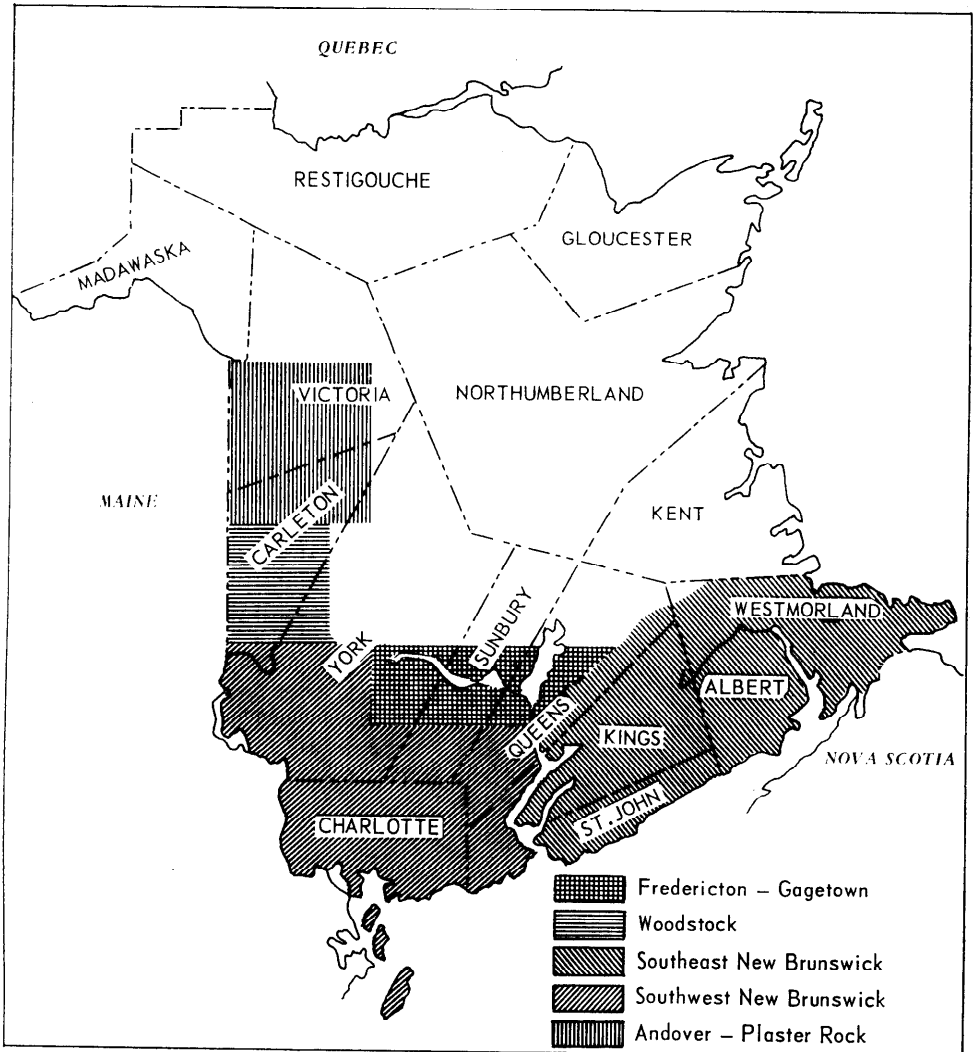 QUEBEC
RESTIGOUCHE
GLOUCESTER
MADAWASKA
VICTORIA
NORTHUMBERLAND
MAINE
CARLETON
KENT
SUNBURY
WESTMORLAND
YORK
ALBERT
QUEENS
KINGS
NOVA SCOTIA
ST. JOHN
CHARLOTTE
Fredericton – Gagetown
Woodstock
Southeast New Brunswick
Southwest New Brunswick
Andover – Plaster Rock